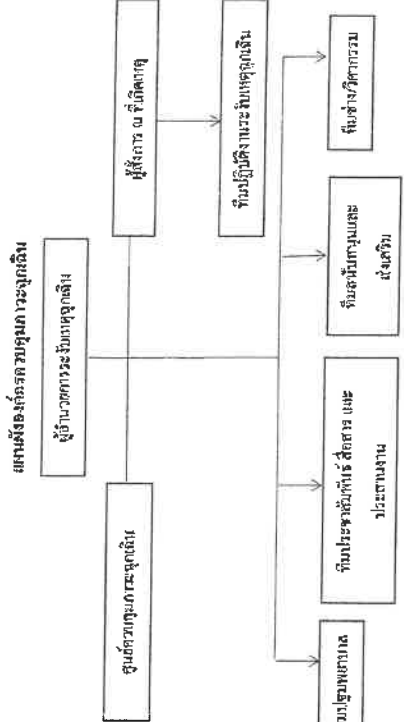 แผนผังองค์กรควบคุมภาวะฉุกเฉิน
ผู้อำนวยการระงับเหตุฉุกเฉิน
ศูนย์ควบคุมภาวะฉุกเฉิน
ผู้สั่งการ ณ ที่เกิดเหตุ
ทีมปฏิบัติงานระงับเหตุฉุกเฉิน
มปฐมพยาบาล
ทีมประชาสัมพันธ์ สื่อสาร และ
ประสานงาน
ทีมสนับสนุนและ
ส่งเสริม
ทีมช่าง/วิศวกรรม